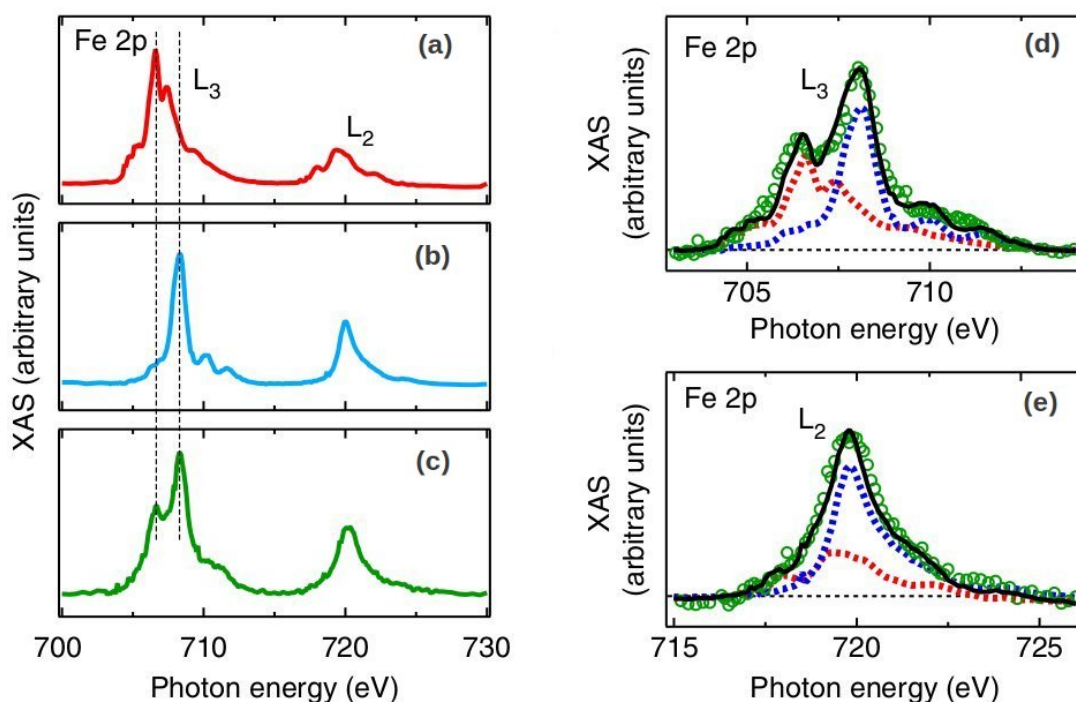 Fe 2p
(a)
L3
L2
(b)
(c)
XAS (arbitrary units)
700
710
720
730
Photon energy (eV)
Fe 2p
(d)
L3
XAS
(arbitrary units)
705
710
Photon energy (eV)
Fe 2p
(e)
L2
XAS
(arbitrary units)
715
720
725
Photon energy (eV)